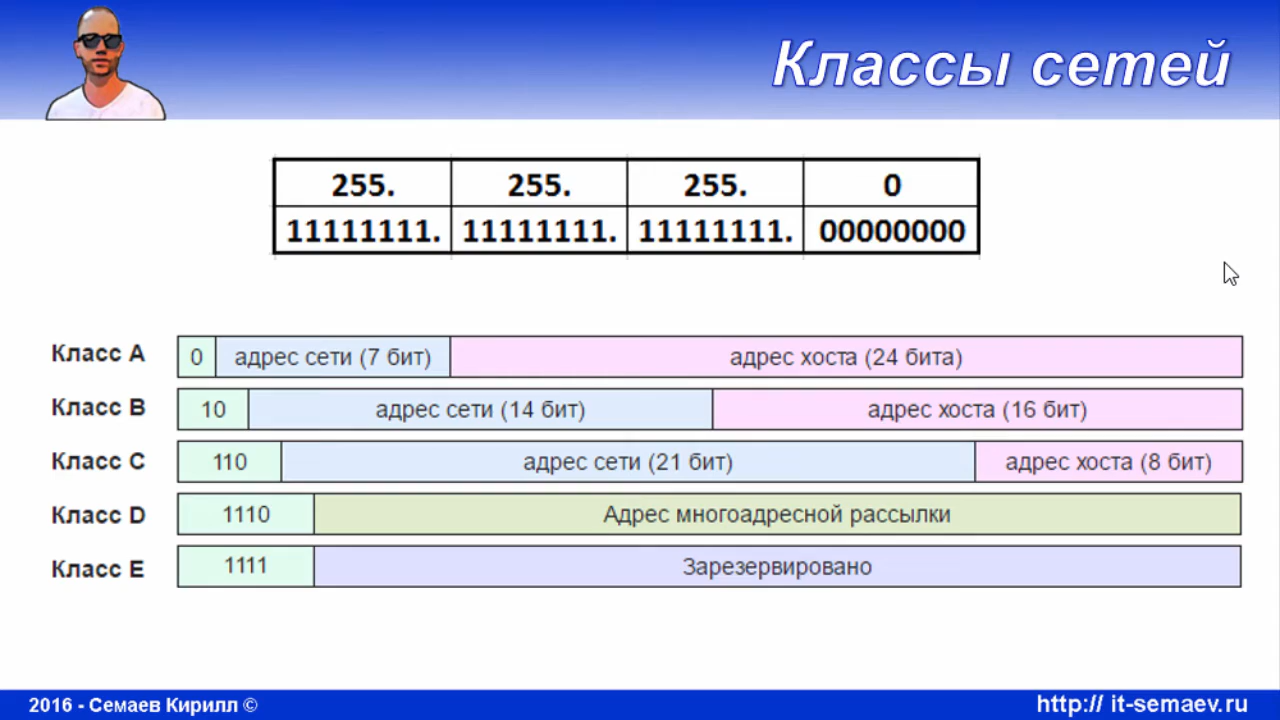 Классы сетей
255. 255. 255. 0
11111111. 11111111. 11111111. 00000000
Класс A 0 адрес сети (7 бит) адрес хоста (24 бита)
Класс B 10 адрес сети (14 бит) адрес хоста (16 бит)
Класс C 110 адрес сети (21 бит) адрес хоста (8 бит)
Класс D 1110 Адрес многоадресной рассылки
Класс E 1111 Зарезервировано
2016 - Семаев Кирилл © http:// it-semaev.ru